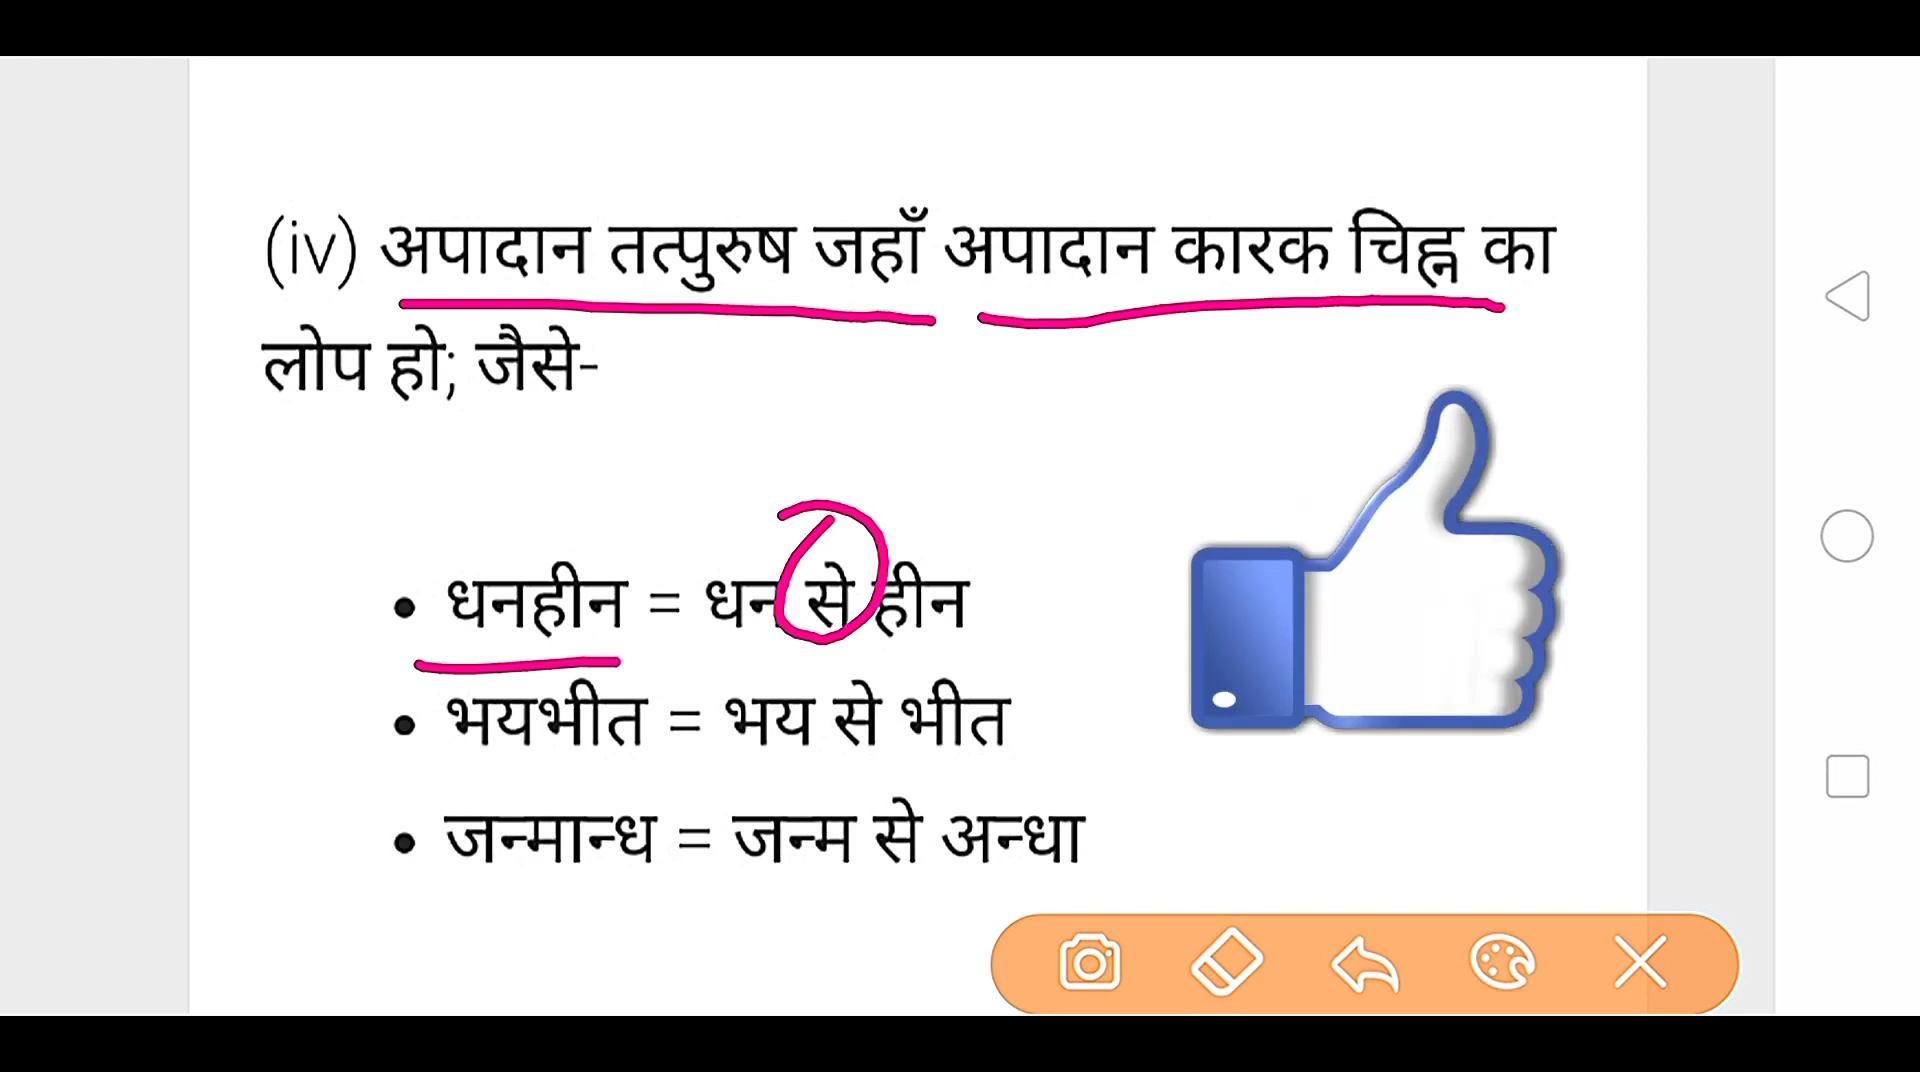 (iv) अपादान तत्पुरुष जहाँ अपादान कारक चिह्न का
लोप हो; जैसे-
• धनहीन = धन से हीन
• भयभीत = भय से भीत
• जन्मान्ध = जन्म से अन्धा